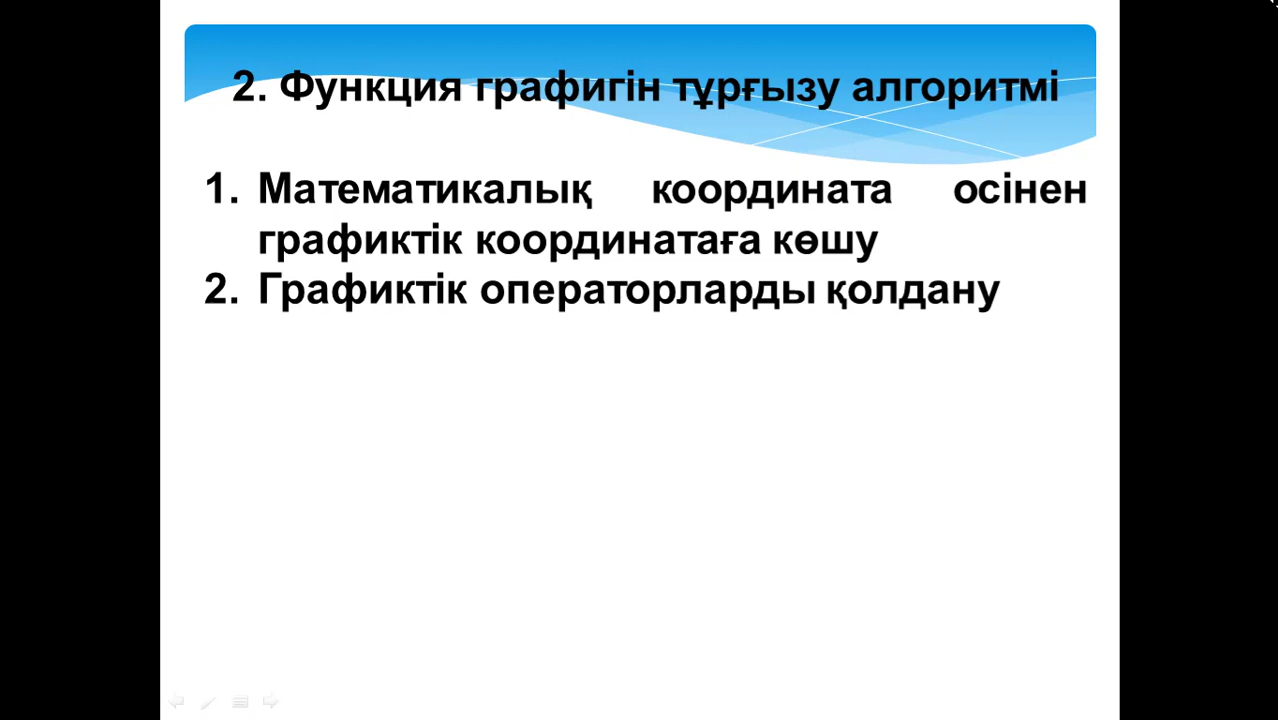 2. Функция графигін тұрғызу алгоритмі
1. Математикалық координата осінен
графиктік координатаға көшу
2. Графиктік операторларды қолдану